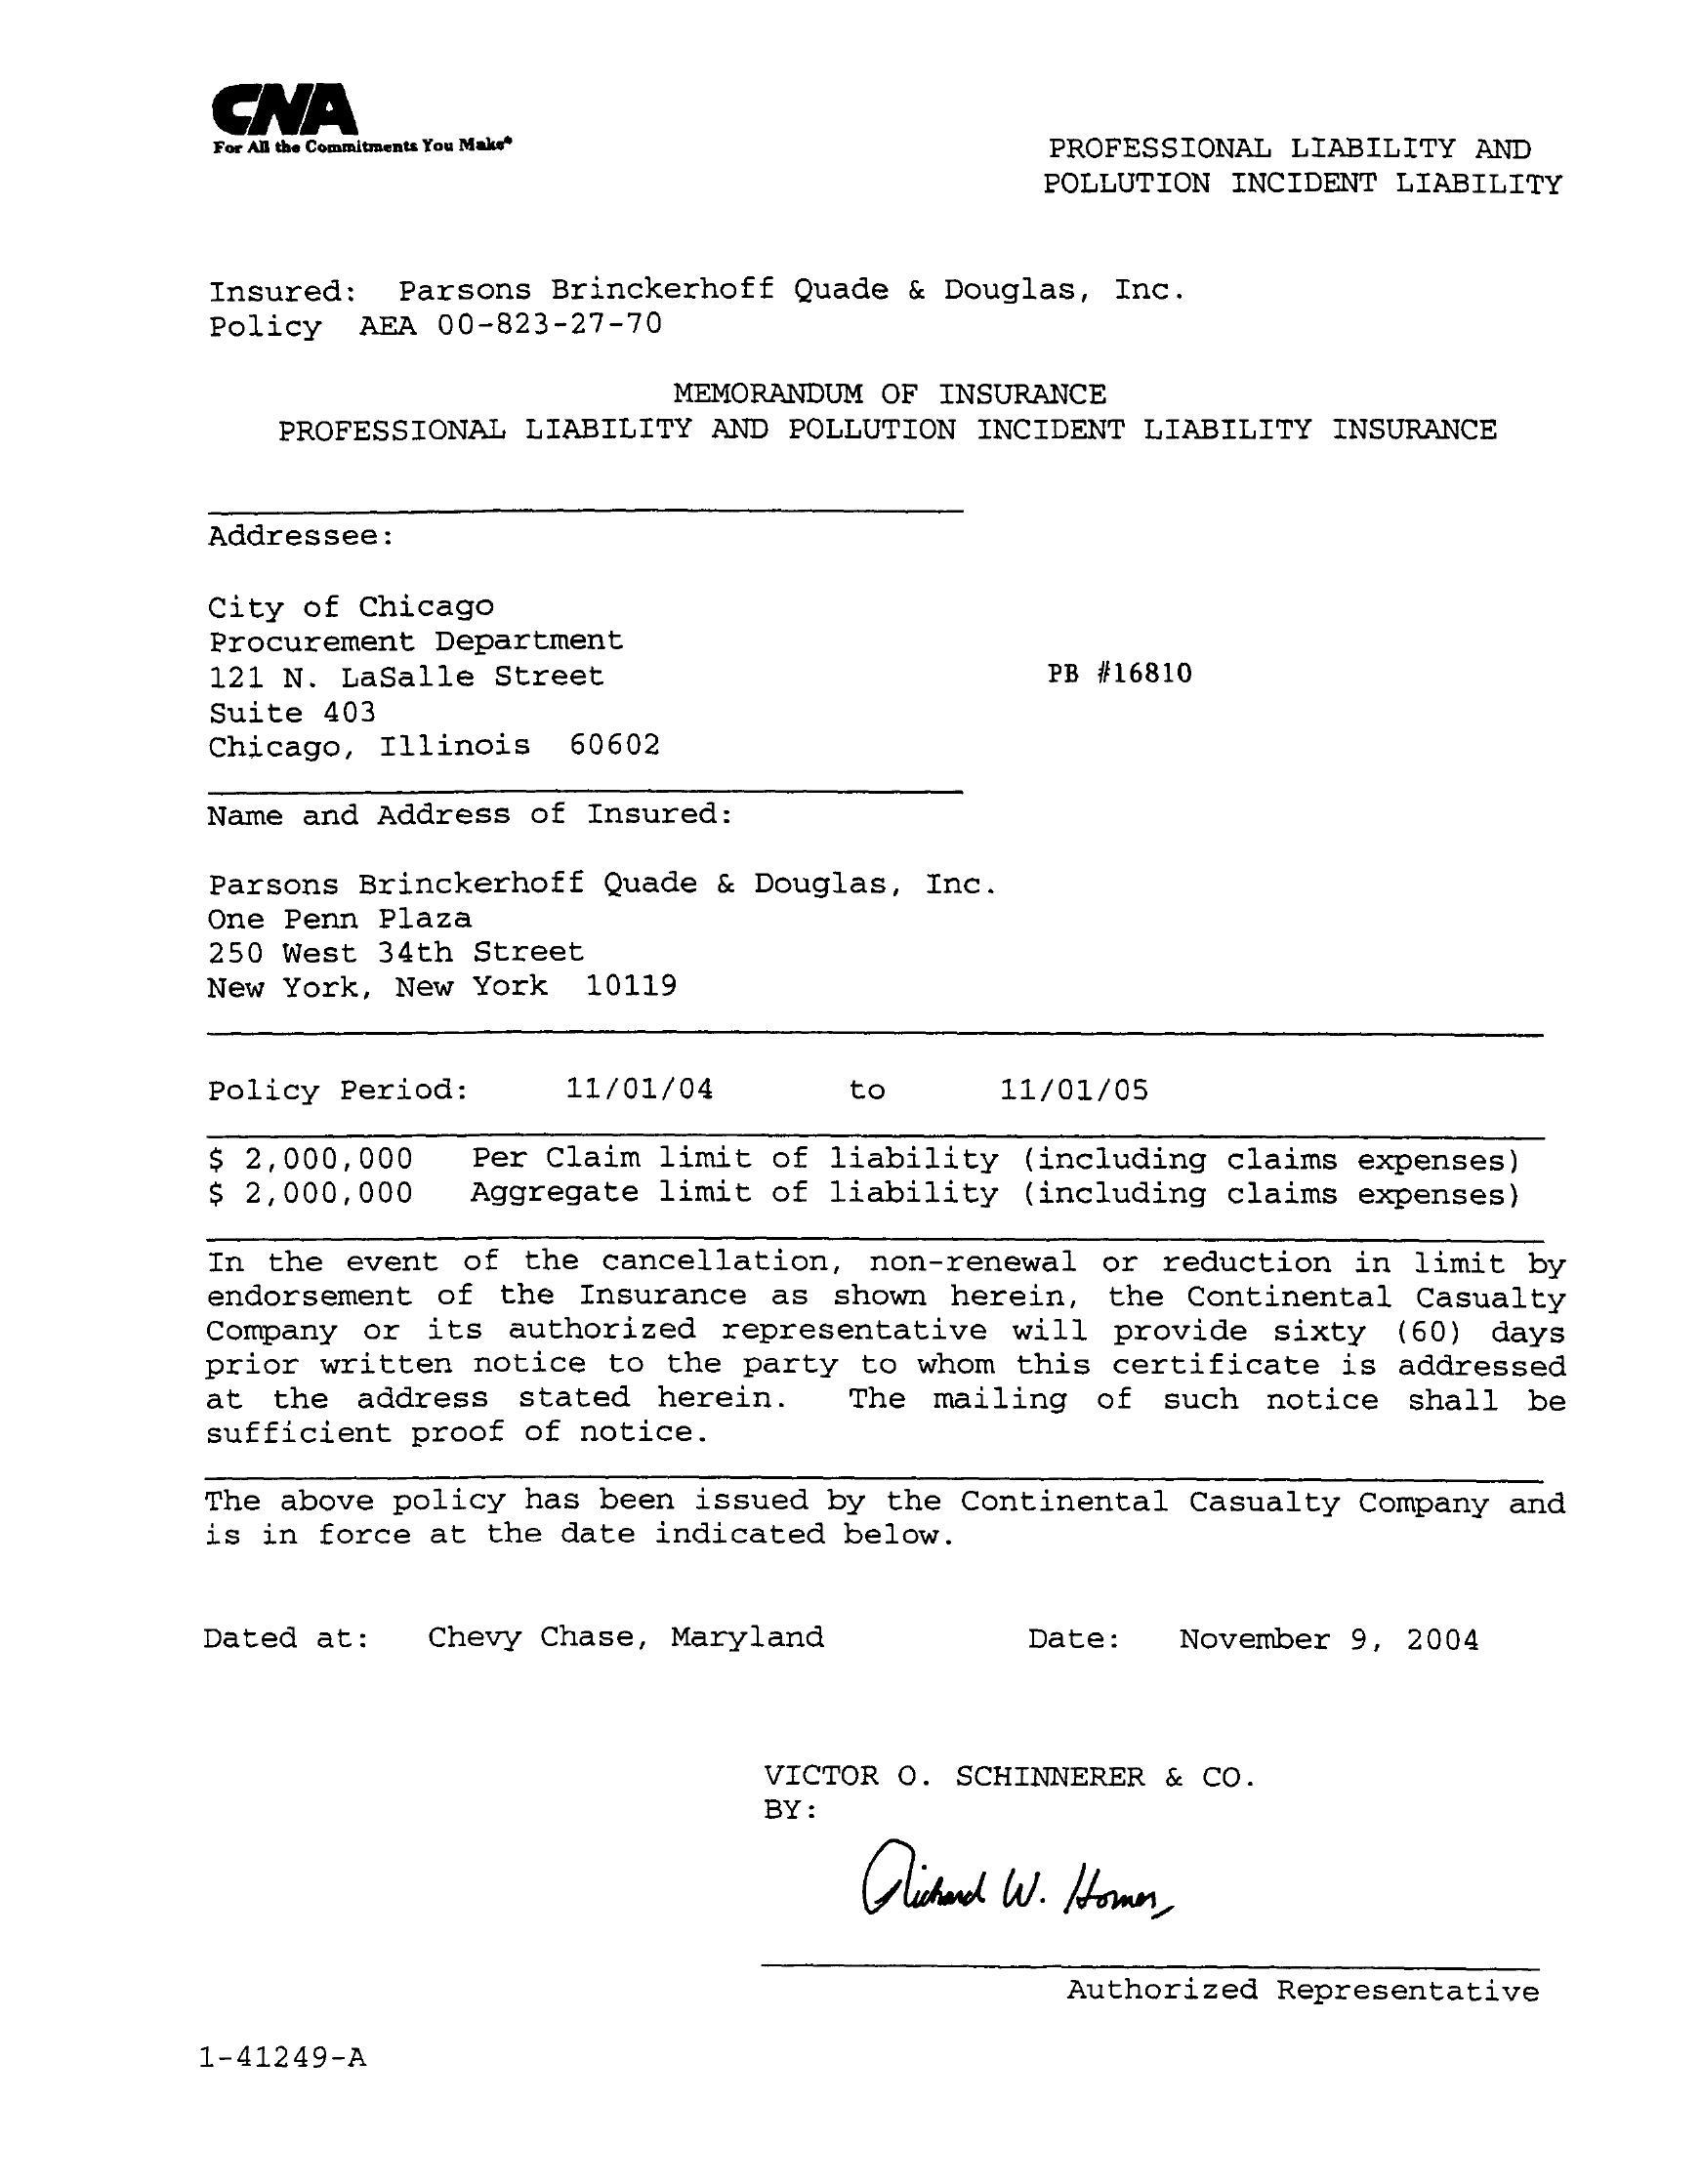 CNA
For All the Commitments You Make®
PROFESSIONAL LIABILITY AND
POLLUTION INCIDENT LIABILITY
Insured: Parsons Brinckerhoff Quade & Douglas, Inc.
Policy AEA 00-823-27-70
MEMORANDUM OF INSURANCE
PROFESSIONAL LIABILITY AND POLLUTION INCIDENT LIABILITY INSURANCE
Addressee:
City of Chicago
Procurement Department
121 N. LaSalle Street
PB #16810
Suite 403
Chicago, Illinois 60602
Name and Address of Insured:
Parsons Brinckerhoff Quade & Douglas, Inc.
One Penn Plaza
250 West 34th Street
New York, New York 10119
Policy Period: 11/01/04 to 11/01/05
$ 2,000,000 Per Claim limit of liability (including claims expenses)
$ 2,000,000 Aggregate limit of liability (including claims expenses)
In the event of the cancellation, non-renewal or reduction in limit by
endorsement of the Insurance as shown herein, the Continental Casualty
Company or its authorized representative will provide sixty (60) days
prior written notice to the party to whom this certificate is addressed
at the address stated herein. The mailing of such notice shall be
sufficient proof of notice.
The above policy has been issued by the Continental Casualty Company and
is in force at the date indicated below.
Dated at: Chevy Chase, Maryland Date: November 9, 2004
VICTOR O. SCHINNERER & CO.
BY:
Richard W. Homer
Authorized Representative
1-41249-A